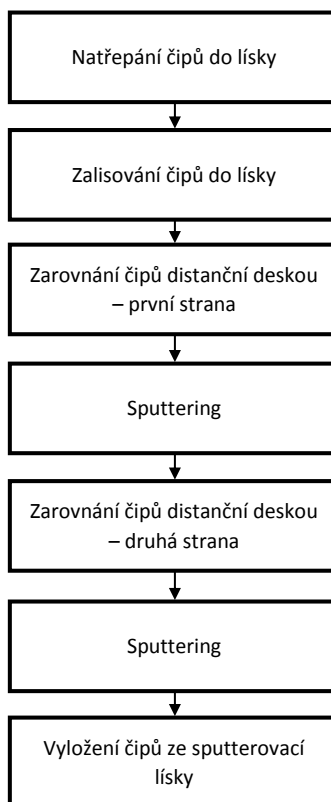 Natřepání čipů do lísky
Zalisování čipů do lísky
Zarovnání čipů distanční deskou
– první strana
Sputtering
Zarovnání čipů distanční deskou
– druhá strana
Sputtering
Vyložení čipů ze sputterovací
lísky